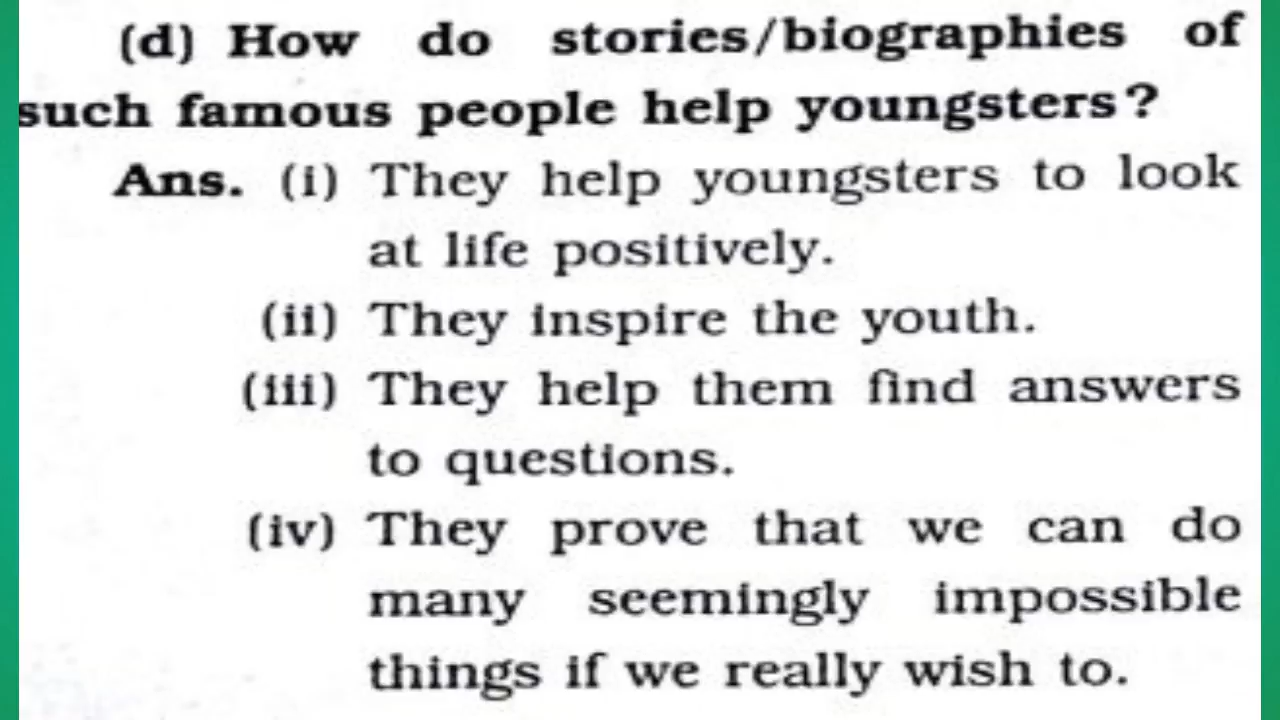 (d) How do stories/biographies of
such famous people help youngsters?
Ans. (i) They help youngsters to look
at life positively.
(ii) They inspire the youth.
(iii) They help them find answers
to questions.
(iv) They prove that we can do
many seemingly impossible
things if we really wish to.